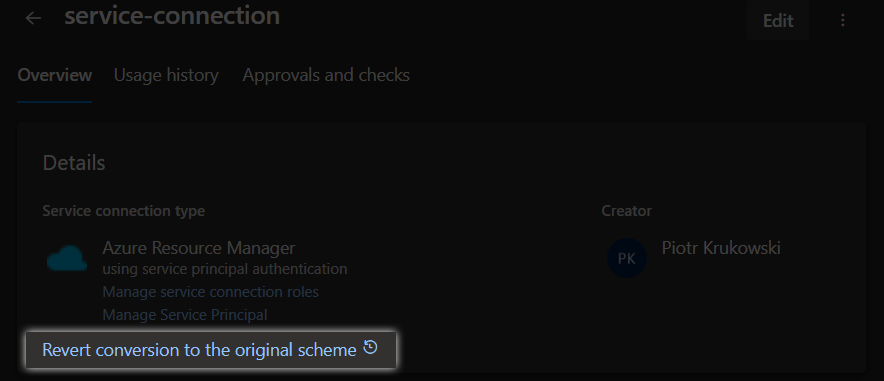 service-connection
Edit
Overview Usage history Approvals and checks
Details
Service connection type Creator
Azure Resource Manager Piotr Krukowski
PK
using service principal authentication
Manage service connection roles
Manage Service Principal
Revert conversion to the original scheme